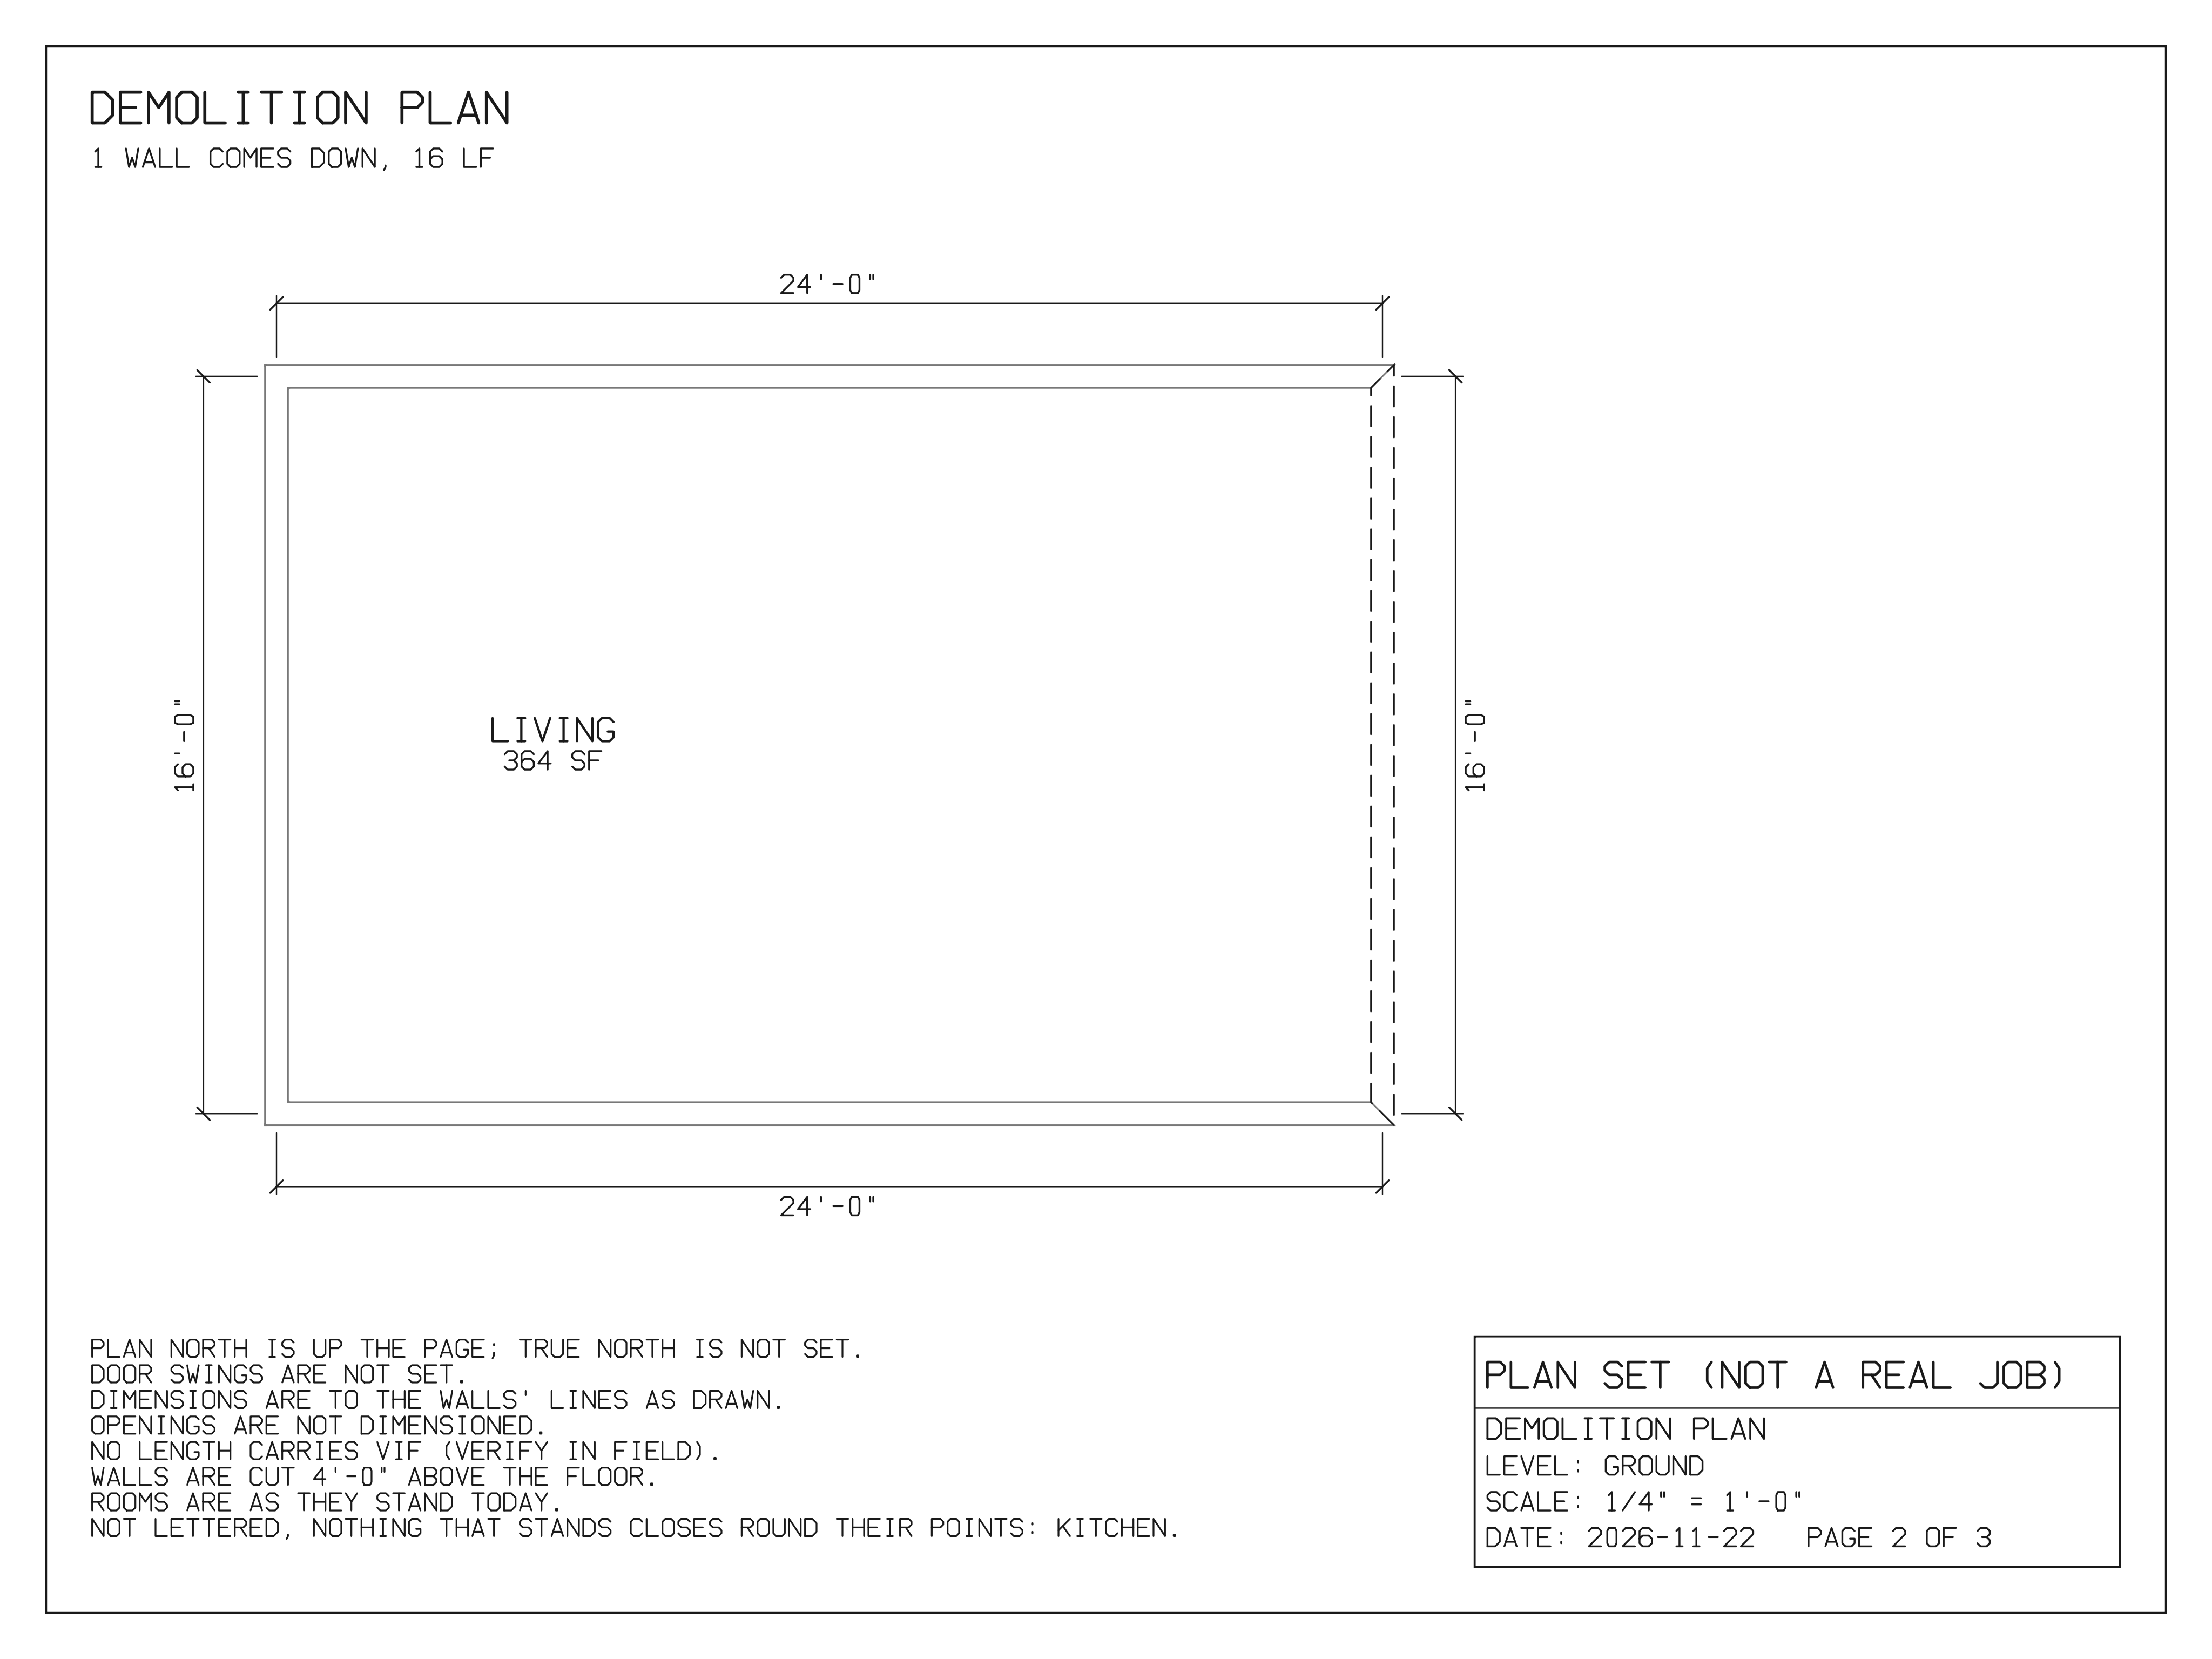 DEMOLITION PLAN
1 WALL COMES DOWN, 16 LF
24'-0"
16'-0"
16'-0"
LIVING
364 SF
24'-0"
PLAN NORTH IS UP THE PAGE; TRUE NORTH IS NOT SET.
DOOR SWINGS ARE NOT SET.
DIMENSIONS ARE TO THE WALLS' LINES AS DRAWN.
OPENINGS ARE NOT DIMENSIONED.
NO LENGTH CARRIES VIF (VERIFY IN FIELD).
WALLS ARE CUT 4'-0" ABOVE THE FLOOR.
ROOMS ARE AS THEY STAND TODAY.
NOT LETTERED, NOTHING THAT STANDS CLOSES ROUND THEIR POINTS: KITCHEN.
PLAN SET (NOT A REAL JOB)
DEMOLITION PLAN
LEVEL: GROUND
SCALE: 1/4" = 1'-0"
DATE: 2026-11-22 PAGE 2 OF 3